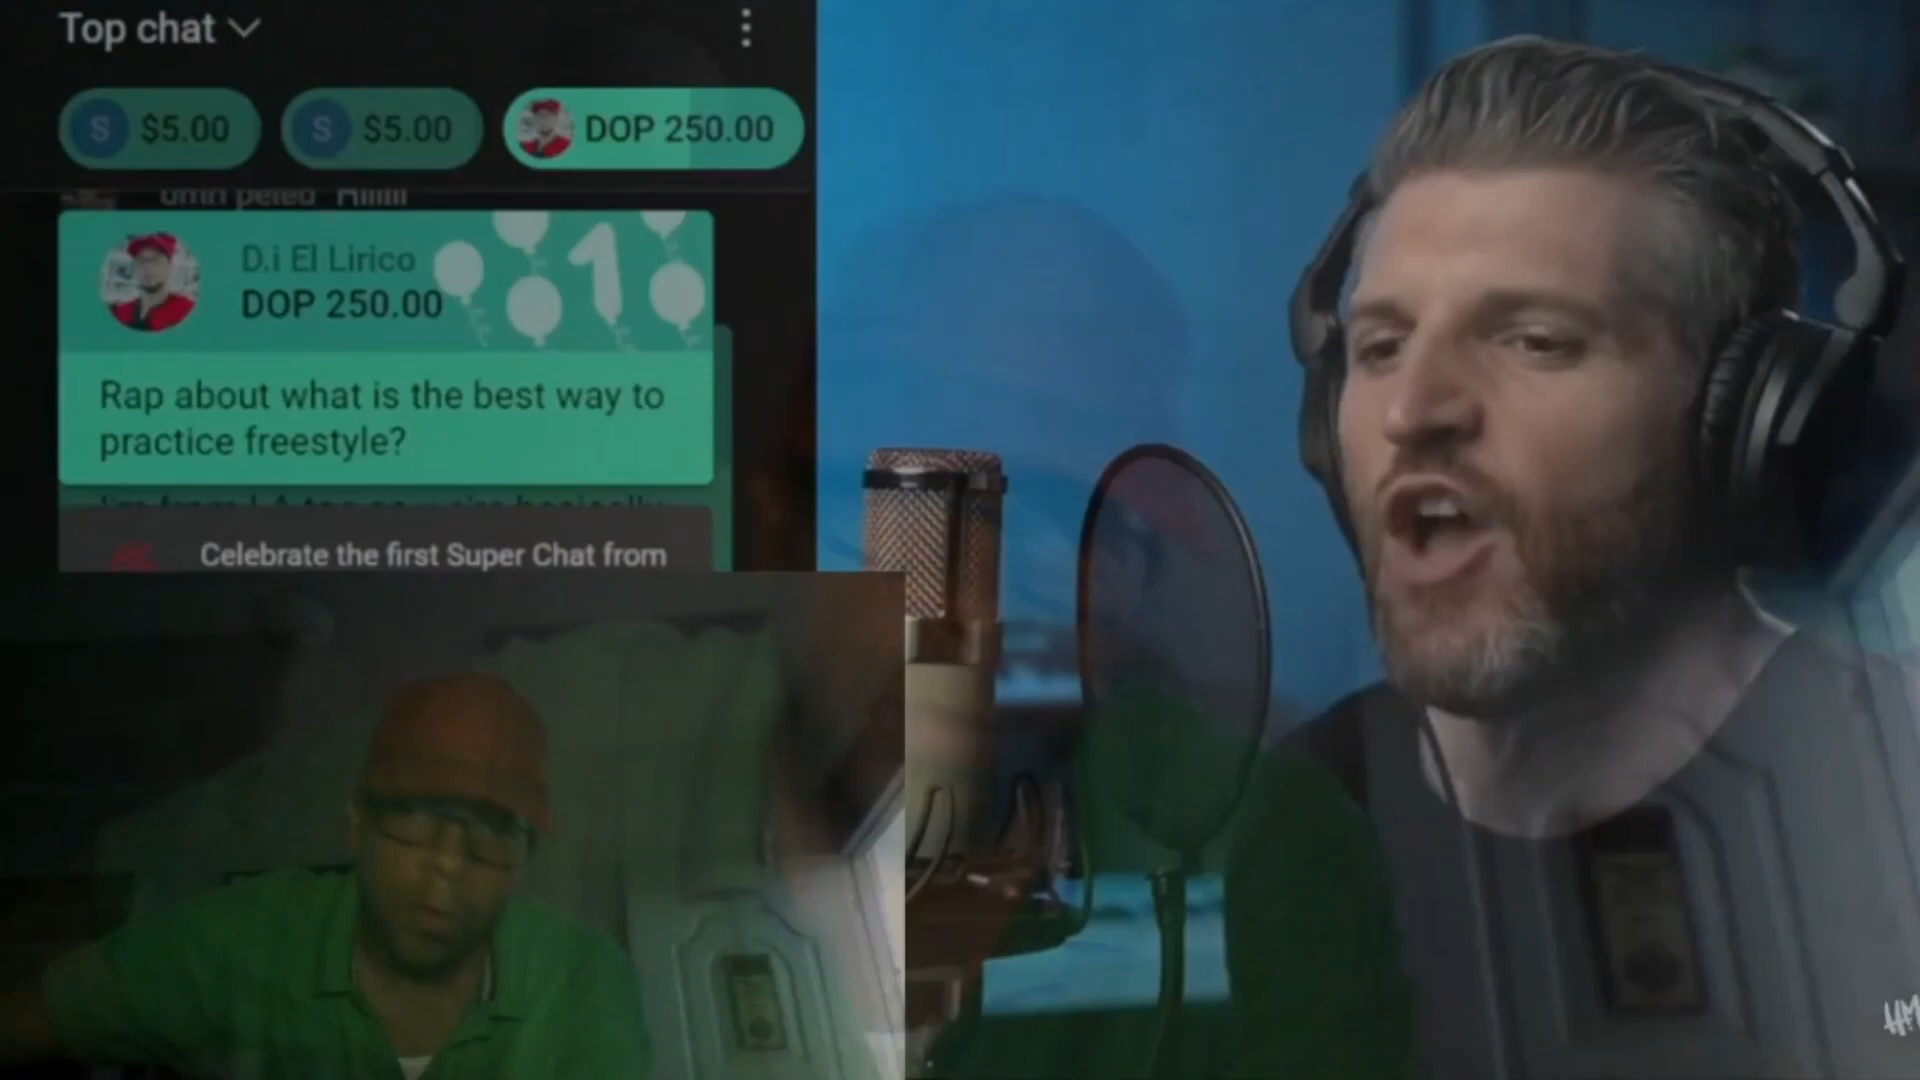 Top chat
S $5.00 S $5.00 DOP 250.00
D.i El Lirico
DOP 250.00
1
Rap about what is the best way to
practice freestyle?
Celebrate the first Super Chat from